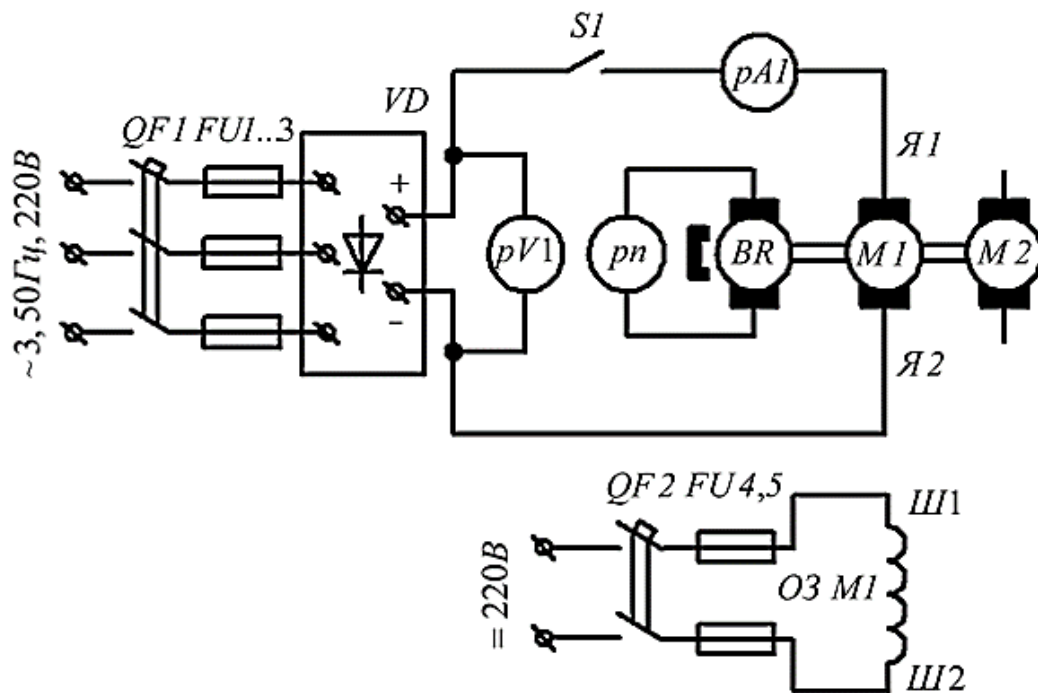 S1
pA1
VD
QF1 FU1..3
Я1
+
~3, 50Гц, 220В
pV1
pn
BR
M1
M2
-
Я2
QF2 FU4,5
Ш1
= 220В
ОЗ М1
Ш2